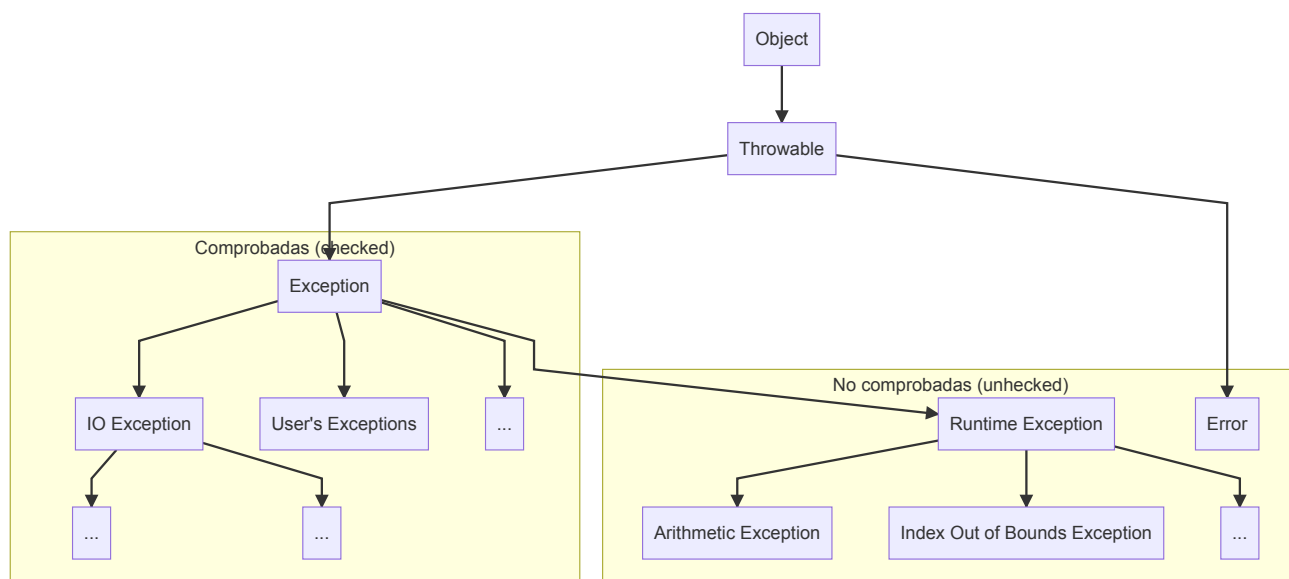 Object
Throwable
Comprobadas (checked)
Exception
No comprobadas (unhecked)
IO Exception
User's Exceptions
...
Runtime Exception
Error
...
...
Arithmetic Exception
Index Out of Bounds Exception
...